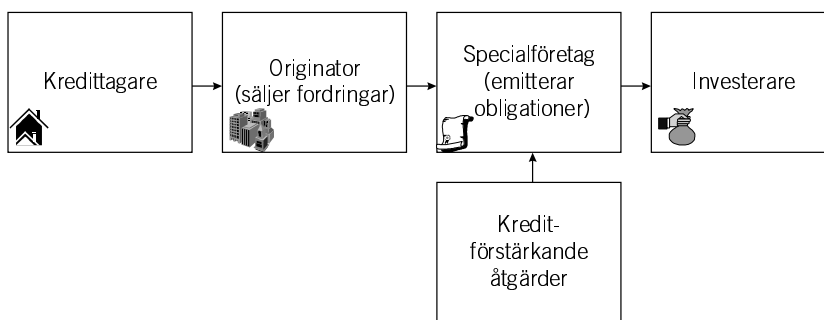 Kredittagare
Originator
(säljer fordringar)
Specialföretag
(emitterar
obligationer)
Investerare
Kredit-
förstärkande
åtgärder